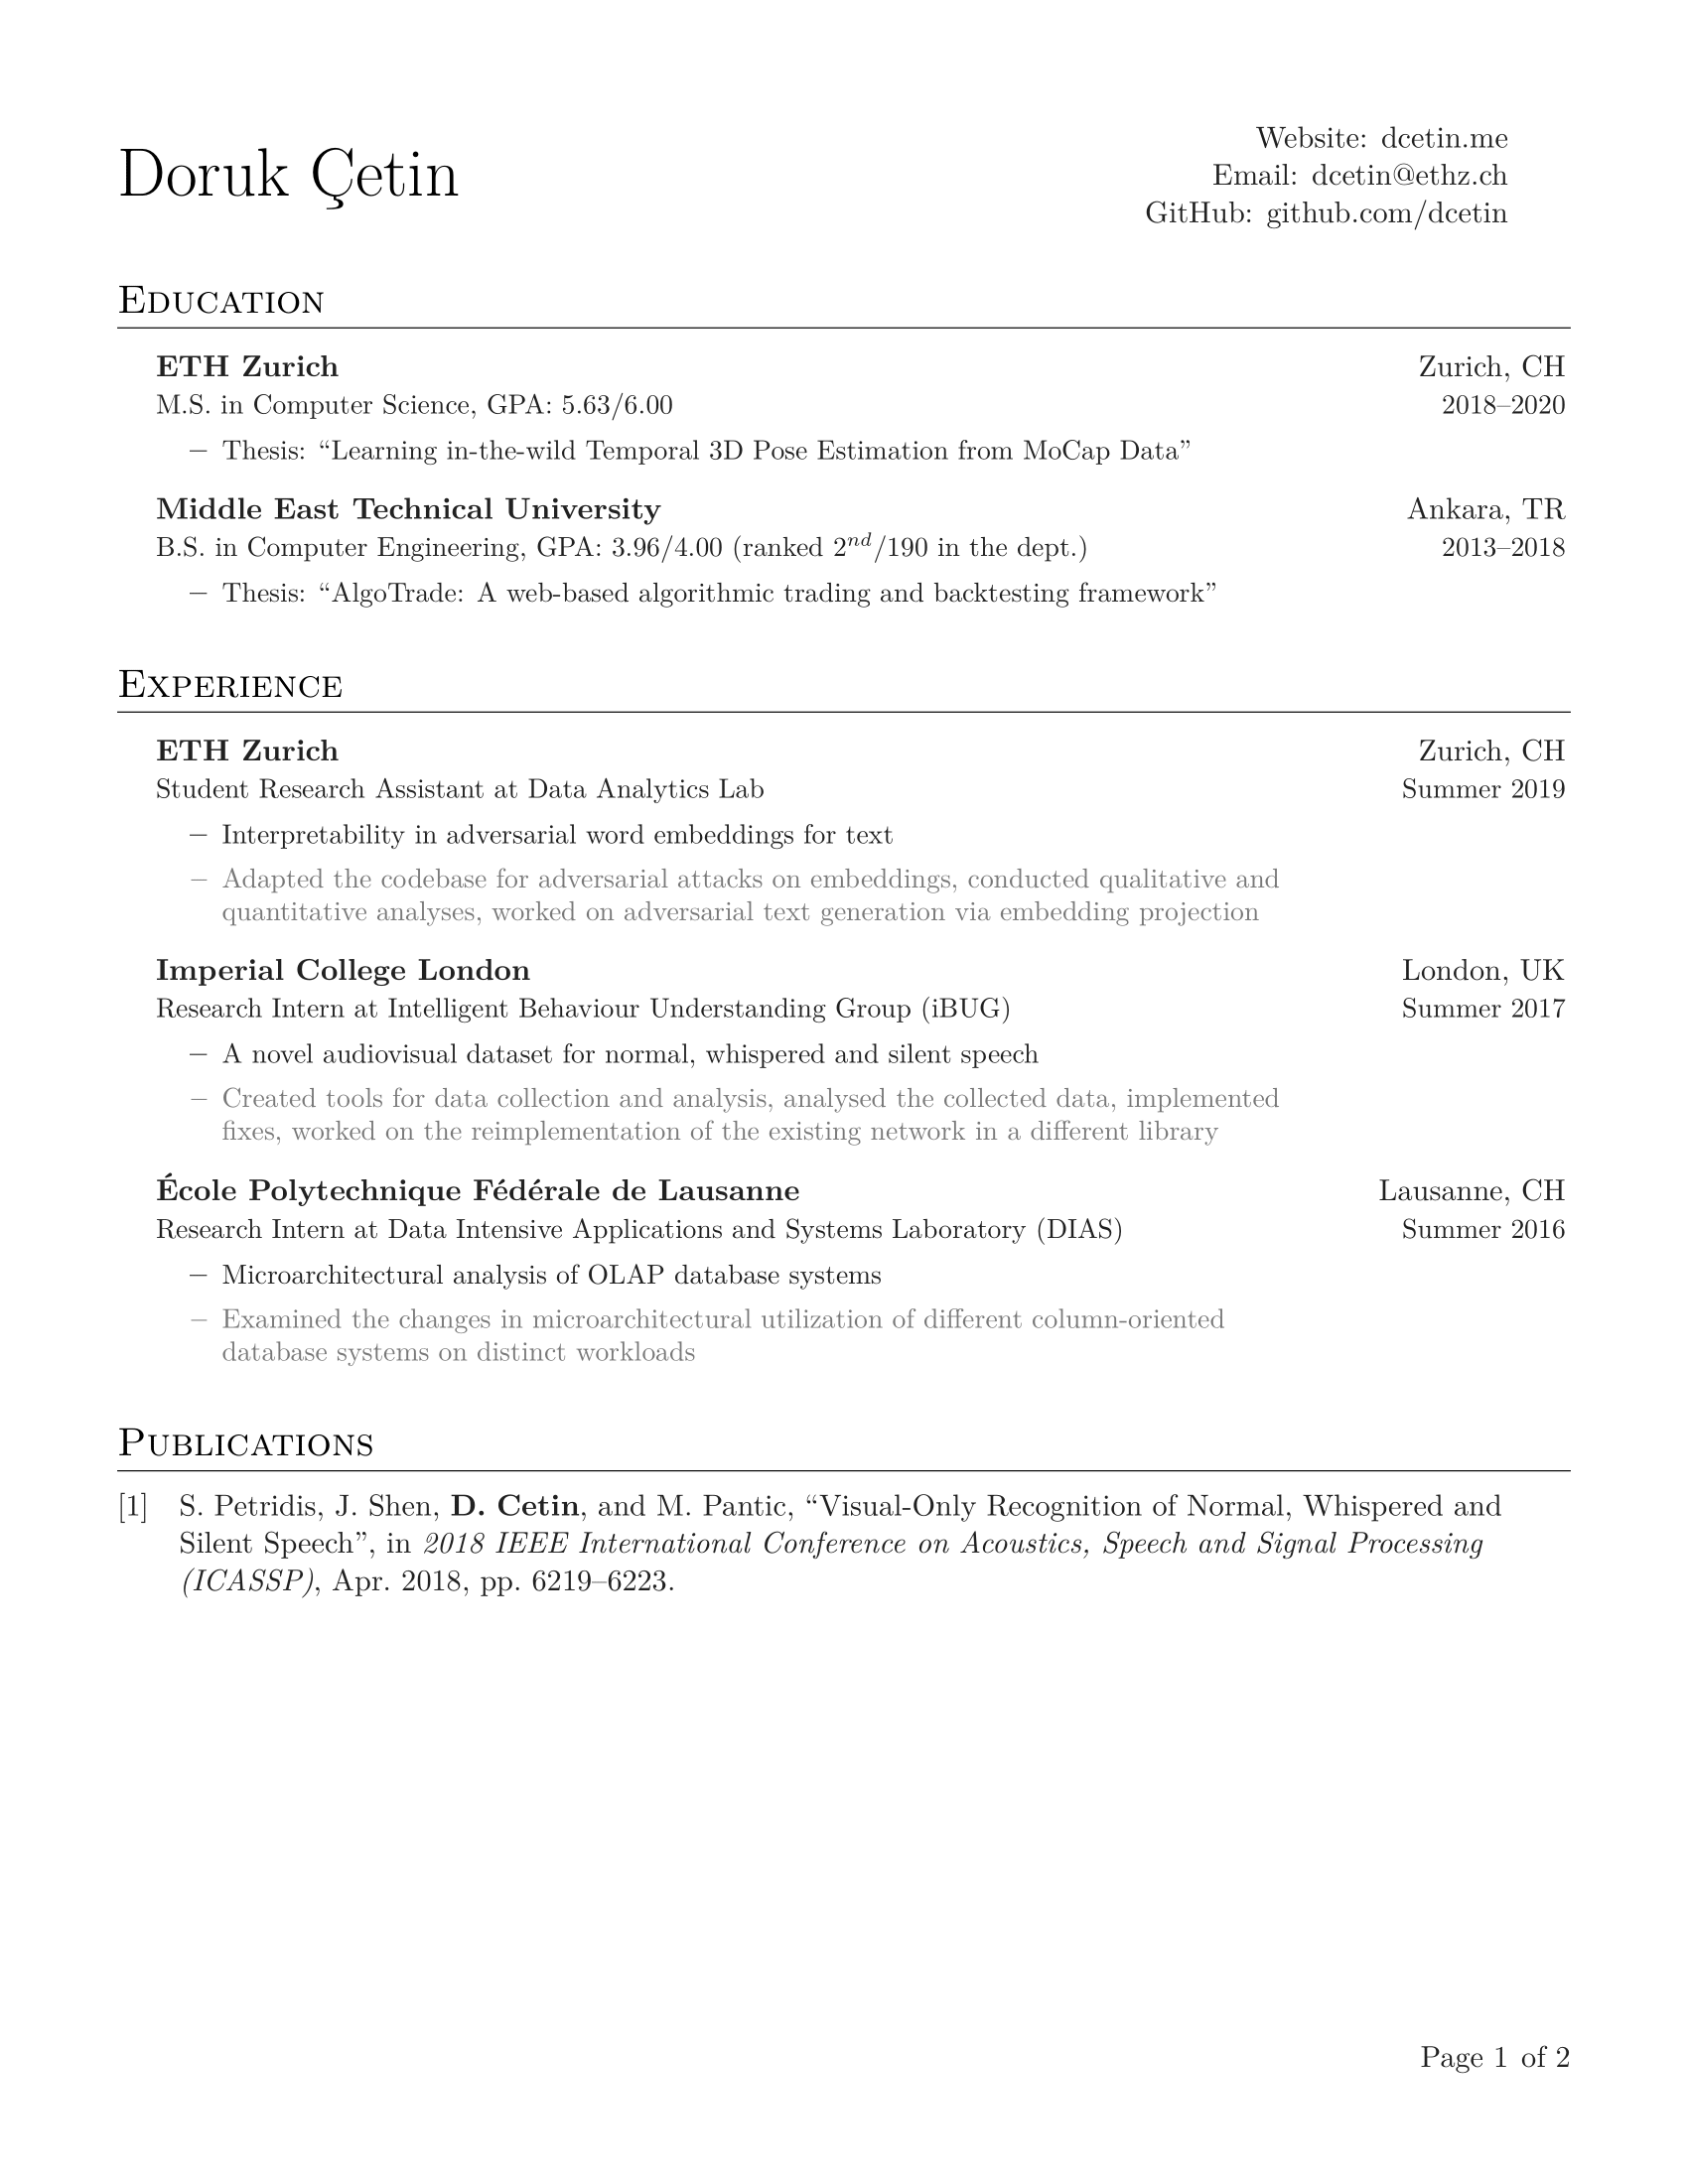 Doruk Çetin
Website: dcetin.me
Email: dcetin@ethz.ch
GitHub: github.com/dcetin
Education
ETH Zurich Zurich, CH
M.S. in Computer Science, GPA: 5.63/6.00 2018–2020
– Thesis: “Learning in-the-wild Temporal 3D Pose Estimation from MoCap Data”
Middle East Technical University Ankara, TR
B.S. in Computer Engineering, GPA: 3.96/4.00 (ranked 2nd/190 in the dept.) 2013–2018
– Thesis: “AlgoTrade: A web-based algorithmic trading and backtesting framework”
Experience
ETH Zurich Zurich, CH
Student Research Assistant at Data Analytics Lab Summer 2019
– Interpretability in adversarial word embeddings for text
– Adapted the codebase for adversarial attacks on embeddings, conducted qualitative and
quantitative analyses, worked on adversarial text generation via embedding projection
Imperial College London London, UK
Research Intern at Intelligent Behaviour Understanding Group (iBUG) Summer 2017
– A novel audiovisual dataset for normal, whispered and silent speech
– Created tools for data collection and analysis, analysed the collected data, implemented
fixes, worked on the reimplementation of the existing network in a different library
École Polytechnique Fédérale de Lausanne Lausanne, CH
Research Intern at Data Intensive Applications and Systems Laboratory (DIAS) Summer 2016
– Microarchitectural analysis of OLAP database systems
– Examined the changes in microarchitectural utilization of different column-oriented
database systems on distinct workloads
Publications
[1] S. Petridis, J. Shen, D. Cetin, and M. Pantic, “Visual-Only Recognition of Normal, Whispered and
Silent Speech”, in 2018 IEEE International Conference on Acoustics, Speech and Signal Processing
(ICASSP), Apr. 2018, pp. 6219–6223.
Page 1 of 2